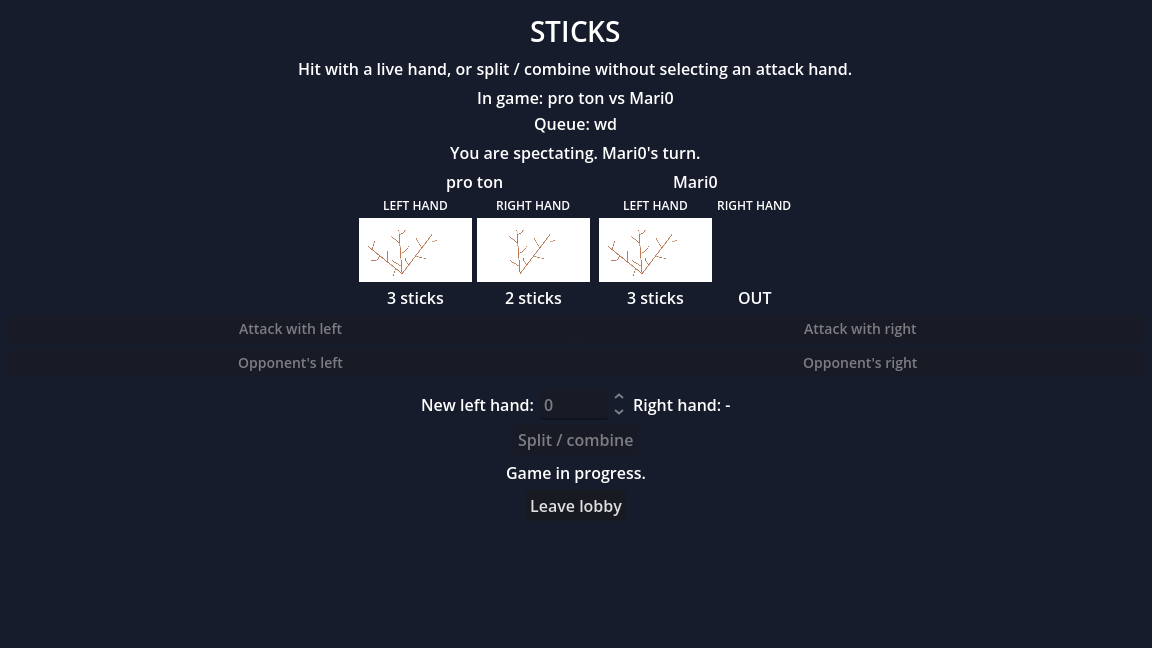 STICKS
Hit with a live hand, or split / combine without selecting an attack hand.
In game: pro ton vs Mari0
Queue: wd
You are spectating. Mari0's turn.
pro ton Mari0
LEFT HAND RIGHT HAND LEFT HAND RIGHT HAND
3 sticks 2 sticks 3 sticks OUT
Attack with left Attack with right
Opponent's left Opponent's right
New left hand: 0 Right hand: -
Split / combine
Game in progress.
Leave lobby